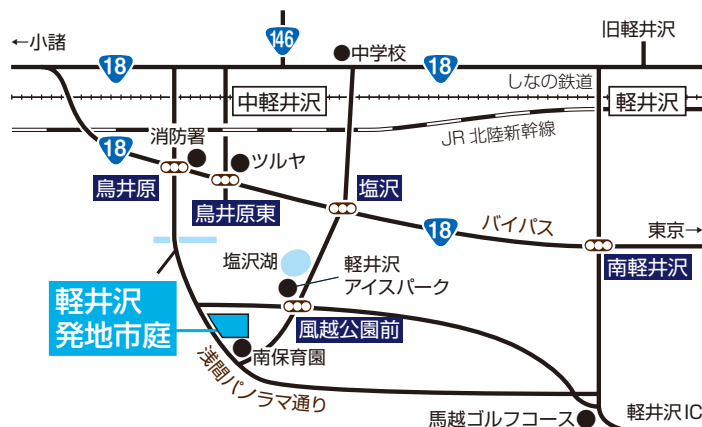 146
中学校
旧軽井沢
←小諸
18
18
しなの鉄道
中軽井沢
軽井沢
JR 北陸新幹線
消防署
18
ツルヤ
鳥井原
塩沢
鳥井原東
18
バイパス
東京→
塩沢湖
軽井沢
アイスパーク
南軽井沢
軽井沢
発地市庭
風越公園前
南保育園
浅間パノラマ通り
馬越ゴルフコース
軽井沢IC